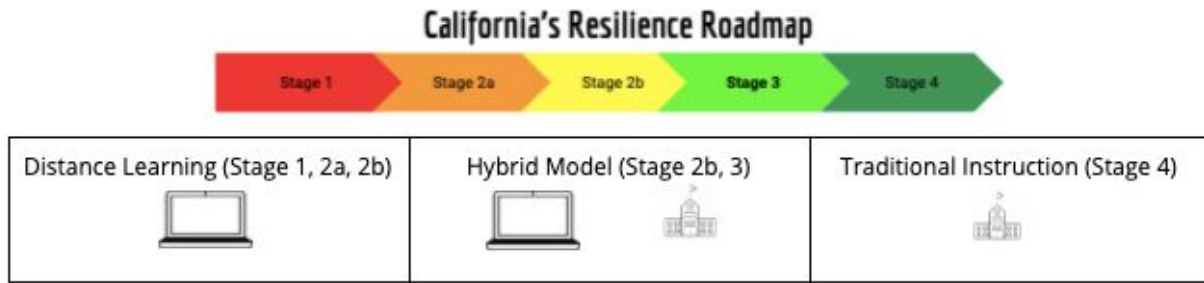 California's Resilience Roadmap
Stage 1
Stage 2a
Stage 2b
Stage 3
Stage 4
Distance Learning (Stage 1, 2a, 2b)
Hybrid Model (Stage 2b, 3)
Traditional Instruction (Stage 4)